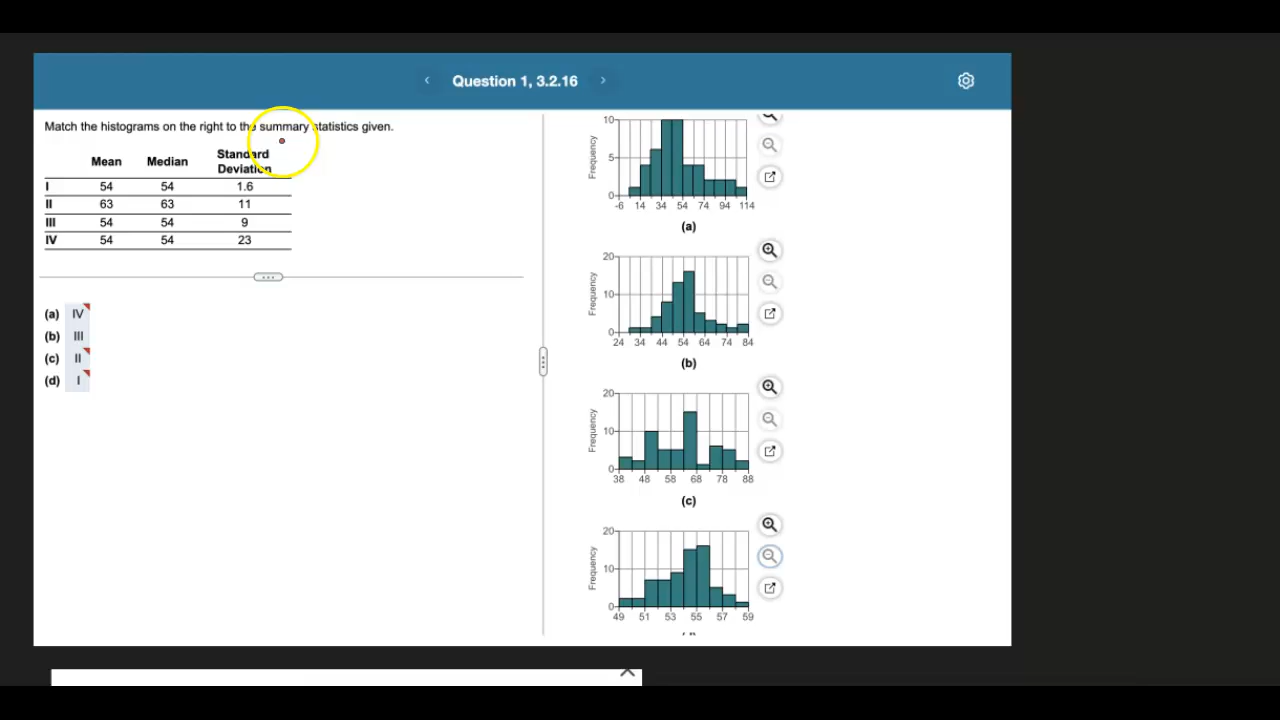 Question 1, 3.2.16
Match the histograms on the right to the summary statistics given.
Mean Median Standard Deviation
I 54 54 1.6
II 63 63 11
III 54 54 9
IV 54 54 23
(a) IV
(b) III
(c) II
(d) I
Frequency
10
5
0
-6 14 34 54 74 94 114
(a)
Frequency
20
10
0
24 34 44 54 64 74 84
(b)
Frequency
20
10
0
38 48 58 68 78 88
(c)
Frequency
20
10
0
49 51 53 55 57 59